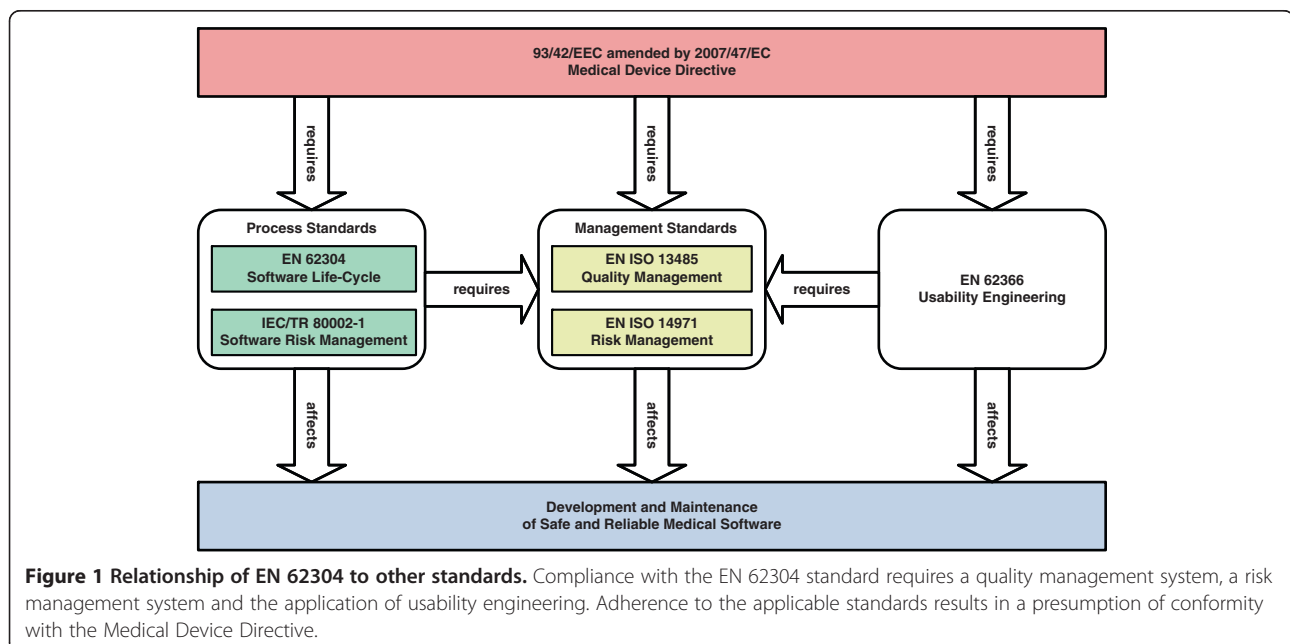 93/42/EEC amended by 2007/47/EC
Medical Device Directive
requires
requires
requires
Process Standards
EN 62304
Software Life-Cycle
IEC/TR 80002-1
Software Risk Management
requires
Management Standards
EN ISO 13485
Quality Management
EN ISO 14971
Risk Management
requires
EN 62366
Usability Engineering
affects
affects
affects
Development and Maintenance
of Safe and Reliable Medical Software
Figure 1 Relationship of EN 62304 to other standards. Compliance with the EN 62304 standard requires a quality management system, a risk
management system and the application of usability engineering. Adherence to the applicable standards results in a presumption of conformity
with the Medical Device Directive.